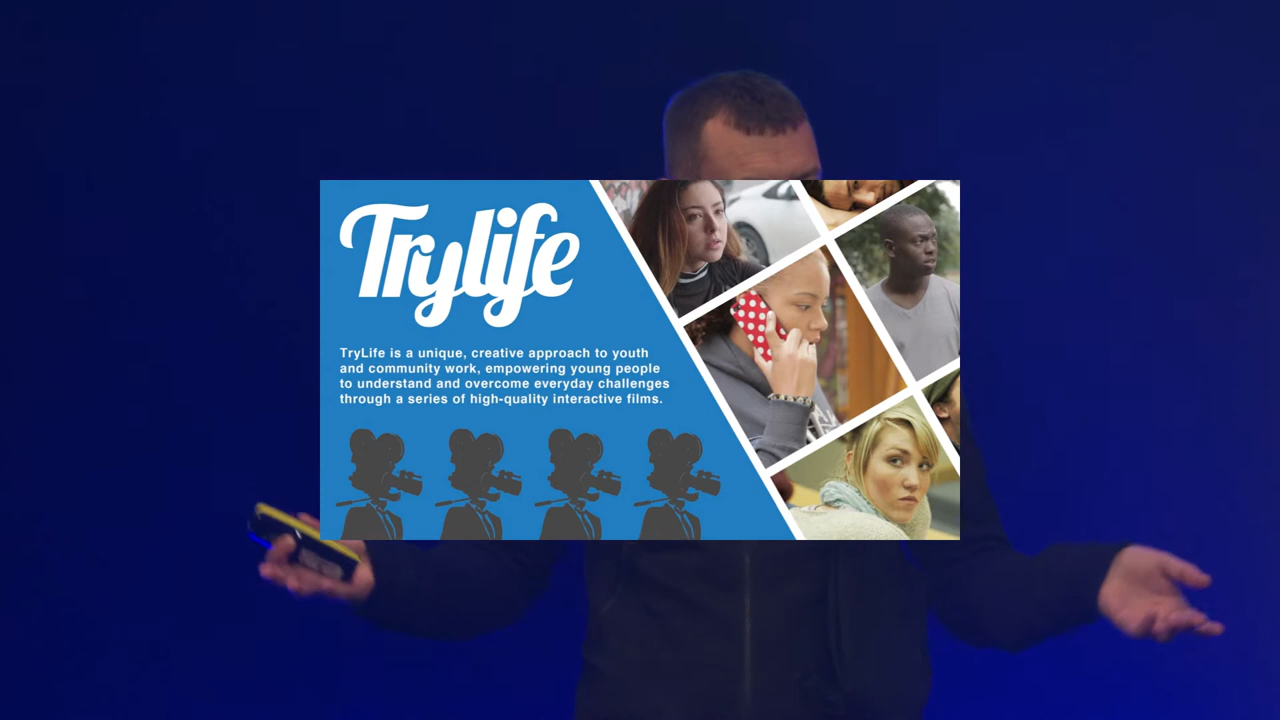 Trylife
TryLife is a unique, creative approach to youth
and community work, empowering young people
to understand and overcome everyday challenges
through a series of high-quality interactive films.